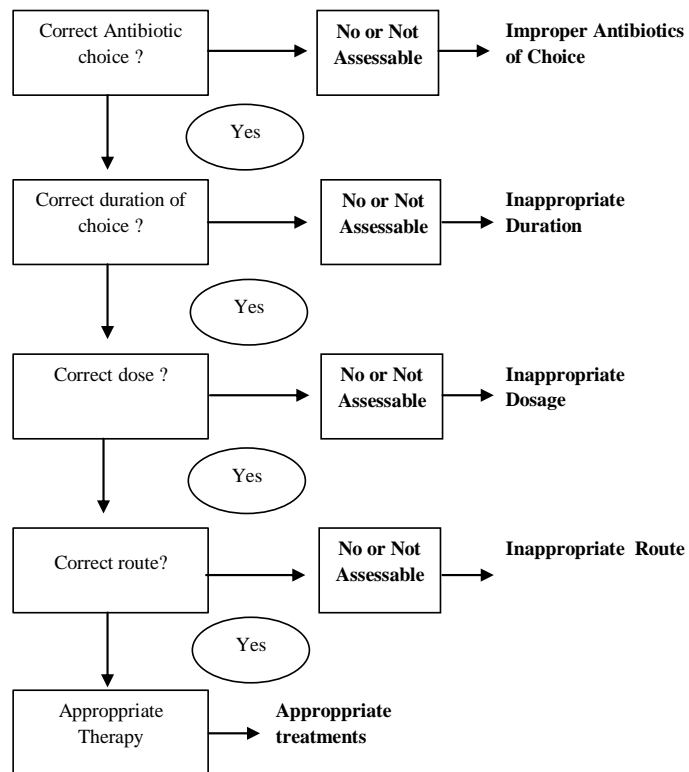 Correct Antibiotic
choice ?
No or Not
Assessable
Improper Antibiotics
of Choice
Yes
Correct duration of
choice ?
No or Not
Assessable
Inappropriate
Duration
Yes
Correct dose ?
No or Not
Assessable
Inappropriate
Dosage
Yes
Correct route?
No or Not
Assessable
Inappropriate Route
Yes
Approppriate
Therapy
Approppriate
treatments